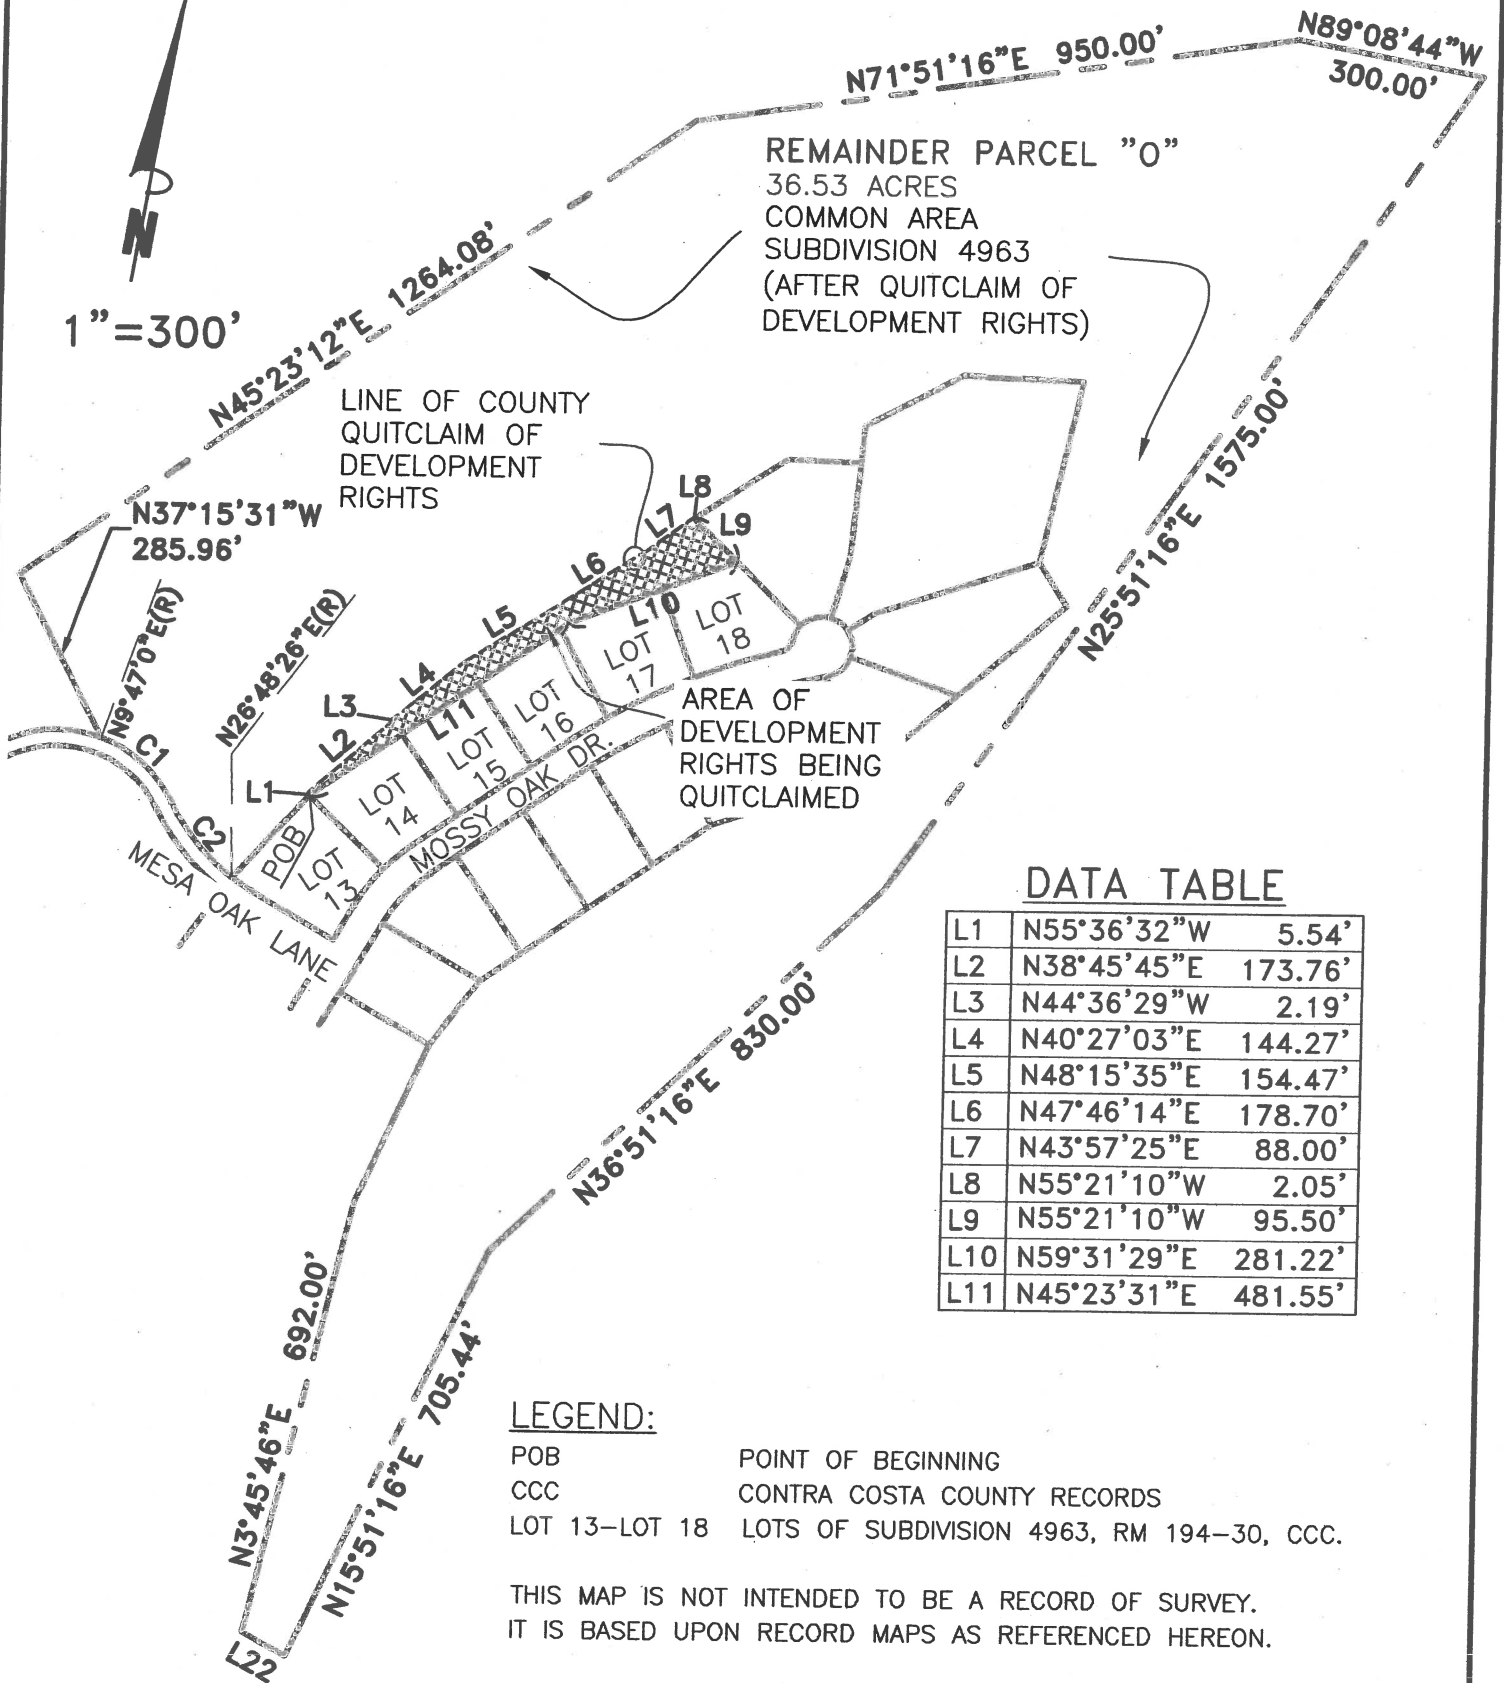 N89°08'44"W
300.00'
N71°51'16"E 950.00'
REMAINDER PARCEL "O"
36.53 ACRES
COMMON AREA
SUBDIVISION 4963
(AFTER QUITCLAIM OF
DEVELOPMENT RIGHTS)
N
1"=300'
N45°23'12"E 1264.08'
LINE OF COUNTY
QUITCLAIM OF
DEVELOPMENT
RIGHTS
N37°15'31"W
285.96'
N9°47'0"E(R)
N26°48'26"E(R)
N25°51'16"E 1575.00'
L8
L7
L9
L6
L10
L5
L4
L3
L11
L2
L1
C1
C2
LOT
18
LOT
17
LOT
16
LOT
15
LOT
14
LOT
13
POB
MOSSY OAK DR.
MESA OAK LANE
AREA OF
DEVELOPMENT
RIGHTS BEING
QUITCLAIMED
N36°51'16"E 830.00'
N3°45'46"E 692.00'
N15°51'16"E 705.44'
L22
DATA TABLE
L1 N55°36'32"W 5.54'
L2 N38°45'45"E 173.76'
L3 N44°36'29"W 2.19'
L4 N40°27'03"E 144.27'
L5 N48°15'35"E 154.47'
L6 N47°46'14"E 178.70'
L7 N43°57'25"E 88.00'
L8 N55°21'10"W 2.05'
L9 N55°21'10"W 95.50'
L10 N59°31'29"E 281.22'
L11 N45°23'31"E 481.55'
LEGEND:
POB POINT OF BEGINNING
CCC CONTRA COSTA COUNTY RECORDS
LOT 13-LOT 18 LOTS OF SUBDIVISION 4963, RM 194-30, CCC.
THIS MAP IS NOT INTENDED TO BE A RECORD OF SURVEY.
IT IS BASED UPON RECORD MAPS AS REFERENCED HEREON.